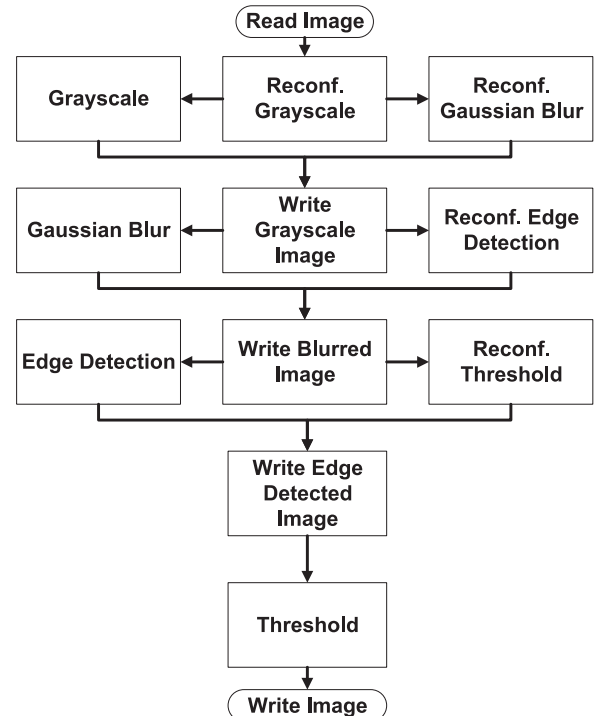 Read Image
Grayscale
Reconf.
Grayscale
Reconf.
Gaussian Blur
Gaussian Blur
Write
Grayscale
Image
Reconf. Edge
Detection
Edge Detection
Write Blurred
Image
Reconf.
Threshold
Write Edge
Detected
Image
Threshold
Write Image